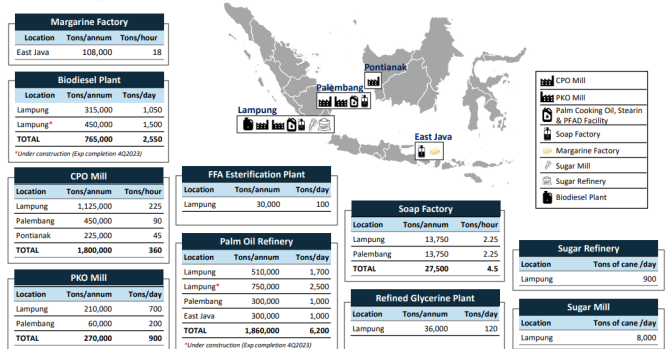 Margarine Factory
Location Tons/annum Tons/hour
East Java 108,000 18
Biodiesel Plant
Location Tons/annum Tons/day
Lampung 315,000 1,050
Lampung* 450,000 1,500
TOTAL 765,000 2,550
*Under construction (Exp completion 4Q2023)
CPO Mill
Location Tons/annum Tons/hour
Lampung 1,125,000 225
Palembang 450,000 90
Pontianak 225,000 45
TOTAL 1,800,000 360
PKO Mill
Location Tons/annum Tons/day
Lampung 210,000 700
Palembang 60,000 200
TOTAL 270,000 900
Pontianak
Palembang
Lampung
East Java
CPO Mill
PKO Mill
Palm Cooking Oil, Stearin
& PFAD Facility
Soap Factory
Margarine Factory
Sugar Mill
Sugar Refinery
Biodiesel Plant
FFA Esterification Plant
Location Tons/annum Tons/day
Lampung 30,000 100
Palm Oil Refinery
Location Tons/annum Tons/day
Lampung 510,000 1,700
Lampung* 750,000 2,500
Palembang 300,000 1,000
East Java 300,000 1,000
TOTAL 1,860,000 6,200
*Under construction (Exp completion 4Q2023)
Soap Factory
Location Tons/annum Tons/hour
Lampung 13,750 2.25
Palembang 13,750 2.25
TOTAL 27,500 4.5
Refined Glycerine Plant
Location Tons/annum Tons/day
Lampung 36,000 120
Sugar Refinery
Location Tons of cane /day
Lampung 900
Sugar Mill
Location Tons of cane /day
Lampung 8,000